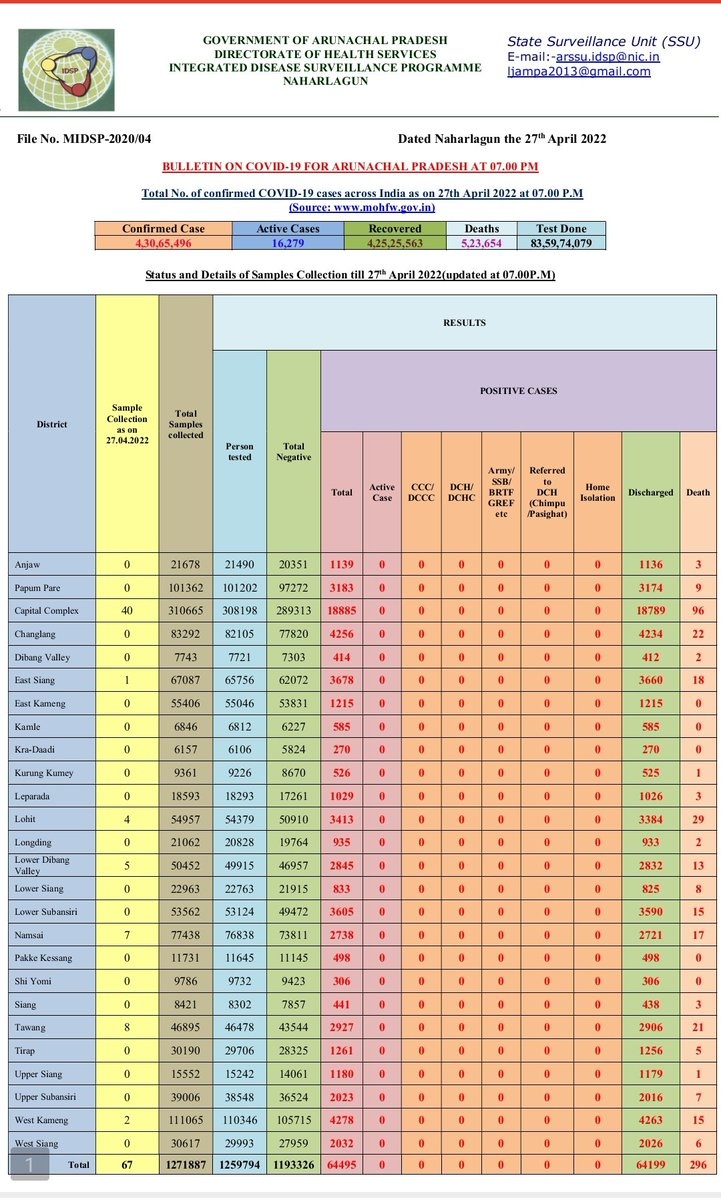 IDSP
GOVERNMENT OF ARUNACHAL PRADESH
DIRECTORATE OF HEALTH SERVICES
INTEGRATED DISEASE SURVEILLANCE PROGRAMME
NAHARLAGUN
State Surveillance Unit (SSU)
E-mail:-arssu.idsp@nic.in
ljampa2013@gmail.com
File No. MIDSP-2020/04 Dated Naharlagun the 27th April 2022
BULLETIN ON COVID-19 FOR ARUNACHAL PRADESH AT 07.00 PM
Total No. of confirmed COVID-19 cases across India as on 27th April 2022 at 07.00 P.M
(Source: www.mohfw.gov.in)
Confirmed Case Active Cases Recovered Deaths Test Done
4,30,65,496 16,279 4,25,25,563 5,23,654 83,59,74,079
Status and Details of Samples Collection till 27th April 2022(updated at 07.00P.M)
District
Sample
Collection
as on
27.04.2022
Total
Samples
collected
RESULTS
Person
tested
Total
Negative
POSITIVE CASES
Total
Active
Case
CCC/
DCCC
DCH/
DCHC
Army/
SSB/
BRTF
GREF
etc
Referred
to
DCH
(Chimpu
/Pasighat)
Home
Isolation
Discharged
Death
Anjaw 0 21678 21490 20351 1139 0 0 0 0 0 0 1136 3
Papum Pare 0 101362 101202 97272 3183 0 0 0 0 0 0 3174 9
Capital Complex 40 310665 308198 289313 18885 0 0 0 0 0 0 18789 96
Changlang 0 83292 82105 77820 4256 0 0 0 0 0 0 4234 22
Dibang Valley 0 7743 7721 7303 414 0 0 0 0 0 0 412 2
East Siang 1 67087 65756 62072 3678 0 0 0 0 0 0 3660 18
East Kameng 0 55406 55046 53831 1215 0 0 0 0 0 0 1215 0
Kamle 0 6846 6812 6227 585 0 0 0 0 0 0 585 0
Kra-Daadi 0 6157 6106 5824 270 0 0 0 0 0 0 270 0
Kurung Kumey 0 9361 9226 8670 526 0 0 0 0 0 0 525 1
Leparada 0 18593 18293 17261 1029 0 0 0 0 0 0 1026 3
Lohit 4 54957 54379 50910 3413 0 0 0 0 0 0 3384 29
Longding 0 21062 20828 19764 935 0 0 0 0 0 0 933 2
Lower Dibang
Valley 5 50452 49915 46957 2845 0 0 0 0 0 0 2832 13
Lower Siang 0 22963 22763 21915 833 0 0 0 0 0 0 825 8
Lower Subansiri 0 53562 53124 49472 3605 0 0 0 0 0 0 3590 15
Namsai 7 77438 76838 73811 2738 0 0 0 0 0 0 2721 17
Pakke Kessang 0 11731 11645 11145 498 0 0 0 0 0 0 498 0
Shi Yomi 0 9786 9732 9423 306 0 0 0 0 0 0 306 0
Siang 0 8421 8302 7857 441 0 0 0 0 0 0 438 3
Tawang 8 46895 46478 43544 2927 0 0 0 0 0 0 2906 21
Tirap 0 30190 29706 28325 1261 0 0 0 0 0 0 1256 5
Upper Siang 0 15552 15242 14061 1180 0 0 0 0 0 0 1179 1
Upper Subansiri 0 39006 38548 36524 2023 0 0 0 0 0 0 2016 7
West Kameng 2 111065 110346 105715 4278 0 0 0 0 0 0 4263 15
West Siang 0 30617 29993 27959 2032 0 0 0 0 0 0 2026 6
1 Total 67 1271887 1259794 1193326 64495 0 0 0 0 0 0 64199 296